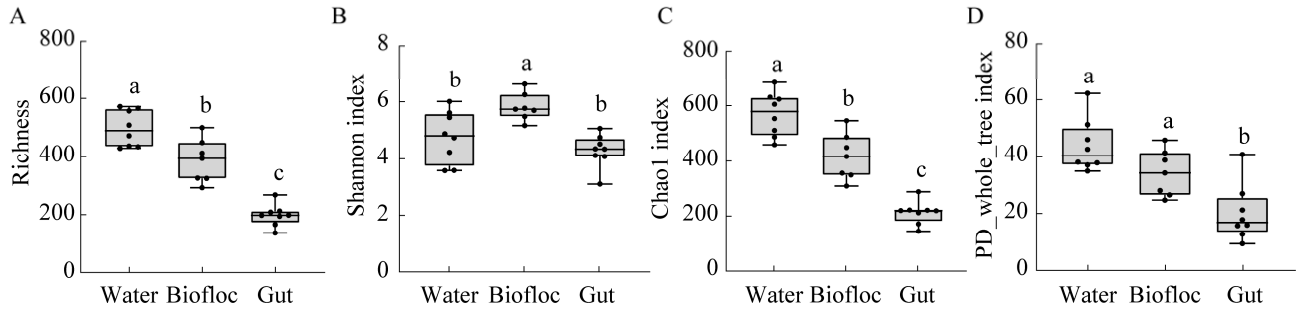 A
Richness
800
600
400
200
0
a
b
c
Water Biofloc Gut
B
Shannon index
8
6
4
2
0
b
a
b
Water Biofloc Gut
C
Chao1 index
800
600
400
200
0
a
b
c
Water Biofloc Gut
D
PD_whole_tree index
80
60
40
20
0
a
a
b
Water Biofloc Gut